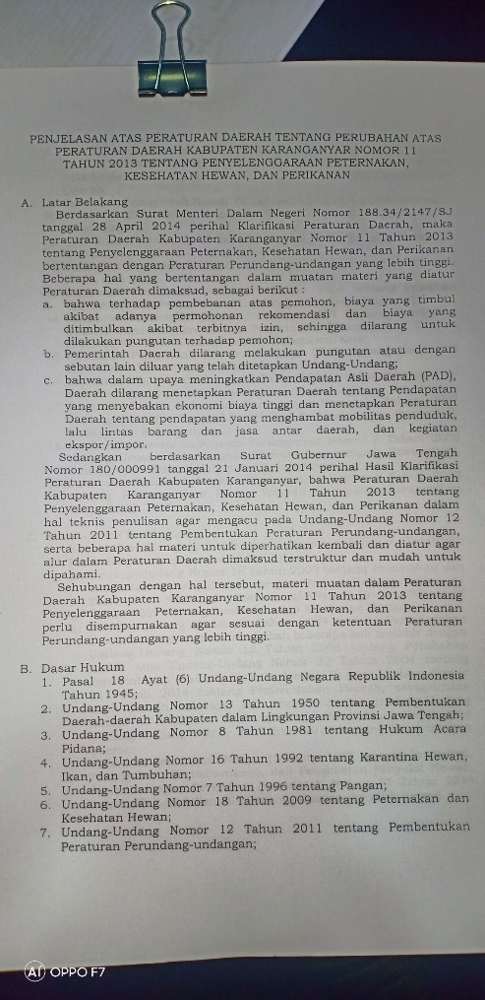 PENJELASAN ATAS PERATURAN DAERAH TENTANG PERUBAHAN ATAS
PERATURAN DAERAH KABUPATEN KARANGANYAR NOMOR 11
TAHUN 2013 TENTANG PENYELENGGARAAN PETERNAKAN,
KESEHATAN HEWAN, DAN PERIKANAN
A. Latar Belakang
Berdasarkan Surat Menteri Dalam Negeri Nomor 188.34/2147/SJ
tanggal 28 April 2014 perihal Klarifikasi Peraturan Daerah, maka
Peraturan Daerah Kabupaten Karanganyar Nomor 11 Tahun 2013
tentang Penyelenggaraan Peternakan, Kesehatan Hewan, dan Perikanan
bertentangan dengan Peraturan Perundang-undangan yang lebih tinggi.
Beberapa hal yang bertentangan dalam muatan materi yang diatur
Peraturan Daerah dimaksud, sebagai berikut :
a. bahwa terhadap pembebanan atas pemohon, biaya yang timbul
akibat adanya permohonan rekomendasi dan biaya yang
ditimbulkan akibat terbitnya izin, sehingga dilarang untuk
dilakukan pungutan terhadap pemohon;
b. Pemerintah Daerah dilarang melakukan pungutan atau dengan
sebutan lain diluar yang telah ditetapkan Undang-Undang;
c. bahwa dalam upaya meningkatkan Pendapatan Asli Daerah (PAD),
Daerah dilarang menetapkan Peraturan Daerah tentang Pendapatan
yang menyebakan ekonomi biaya tinggi dan menetapkan Peraturan
Daerah tentang pendapatan yang menghambat mobilitas penduduk,
lalu lintas barang dan jasa antar daerah, dan kegiatan
ekspor/impor.
Sedangkan berdasarkan Surat Gubernur Jawa Tengah
Nomor 180/000991 tanggal 21 Januari 2014 perihal Hasil Klarifikasi
Peraturan Daerah Kabupaten Karanganyar, bahwa Peraturan Daerah
Kabupaten Karanganyar Nomor 11 Tahun 2013 tentang
Penyelenggaraan Peternakan, Kesehatan Hewan, dan Perikanan dalam
hal teknis penulisan agar mengacu pada Undang-Undang Nomor 12
Tahun 2011 tentang Pembentukan Peraturan Perundang-undangan,
serta beberapa hal materi untuk diperhatikan kembali dan diatur agar
alur dalam Peraturan Daerah dimaksud terstruktur dan mudah untuk
dipahami.
Sehubungan dengan hal tersebut, materi muatan dalam Peraturan
Daerah Kabupaten Karanganyar Nomor 11 Tahun 2013 tentang
Penyelenggaraan Peternakan, Kesehatan Hewan, dan Perikanan
perlu disempurnakan agar sesuai dengan ketentuan Peraturan
Perundang-undangan yang lebih tinggi.
B. Dasar Hukum
1. Pasal 18 Ayat (6) Undang-Undang Negara Republik Indonesia
Tahun 1945;
2. Undang-Undang Nomor 13 Tahun 1950 tentang Pembentukan
Daerah-daerah Kabupaten dalam Lingkungan Provinsi Jawa Tengah;
3. Undang-Undang Nomor 8 Tahun 1981 tentang Hukum Acara
Pidana;
4. Undang-Undang Nomor 16 Tahun 1992 tentang Karantina Hewan,
Ikan, dan Tumbuhan;
5. Undang-Undang Nomor 7 Tahun 1996 tentang Pangan;
6. Undang-Undang Nomor 18 Tahun 2009 tentang Peternakan dan
Kesehatan Hewan;
7. Undang-Undang Nomor 12 Tahun 2011 tentang Pembentukan
Peraturan Perundang-undangan;
AI OPPO F7